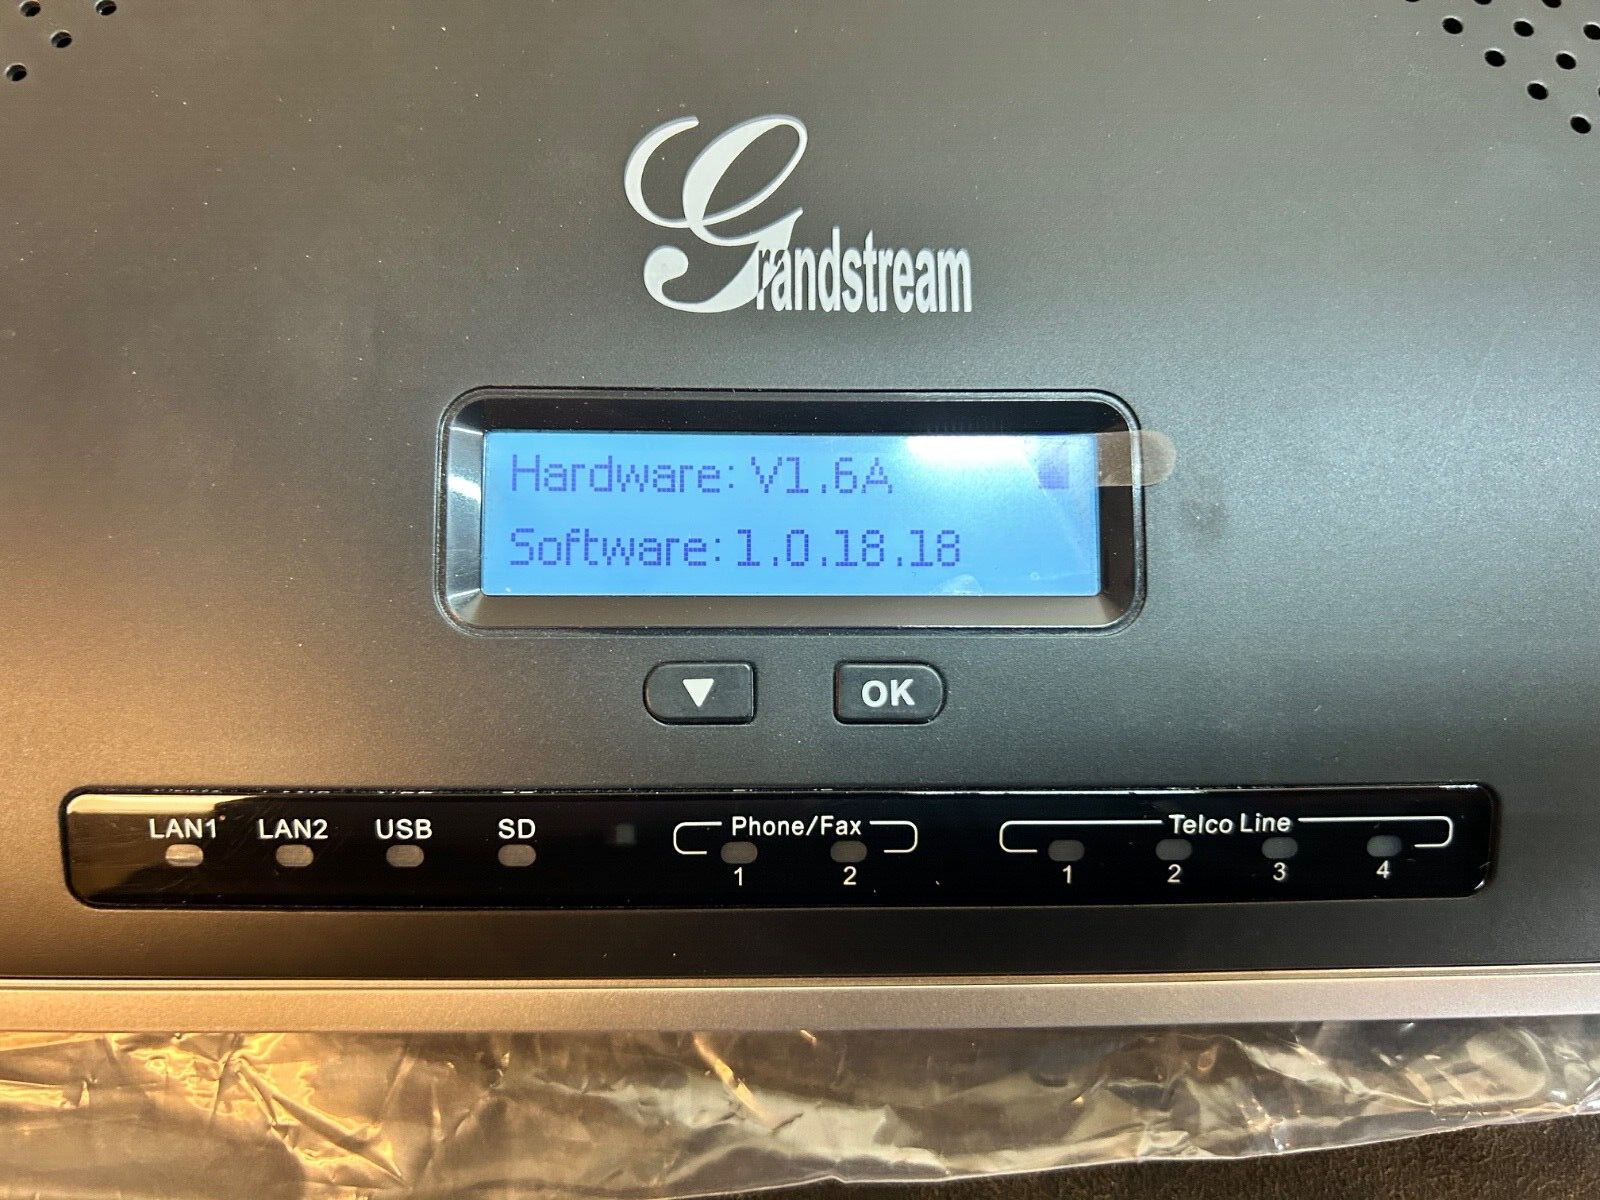 Grandstream
Hardware: V1.6A
Software: 1.0.18.18
OK
LAN1 LAN2 USB SD Phone/Fax Telco Line
1 2 1 2 3 4